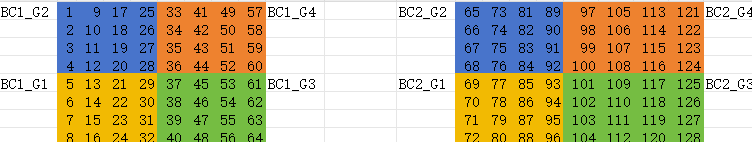 BC1_G2 1 9 17 25 33 41 49 57 BC1_G4 BC2_G2 65 73 81 89 97 105 113 121 BC2_G4
2 10 18 26 34 42 50 58 66 74 82 90 98 106 114 122
3 11 19 27 35 43 51 59 67 75 83 91 99 107 115 123
4 12 20 28 36 44 52 60 68 76 84 92 100 108 116 124
BC1_G1 5 13 21 29 37 45 53 61 BC1_G3 BC2_G1 69 77 85 93 101 109 117 125 BC2_G3
6 14 22 30 38 46 54 62 70 78 86 94 102 110 118 126
7 15 23 31 39 47 55 63 71 79 87 95 103 111 119 127
8 16 24 32 40 48 56 64 72 80 88 96 104 112 120 128